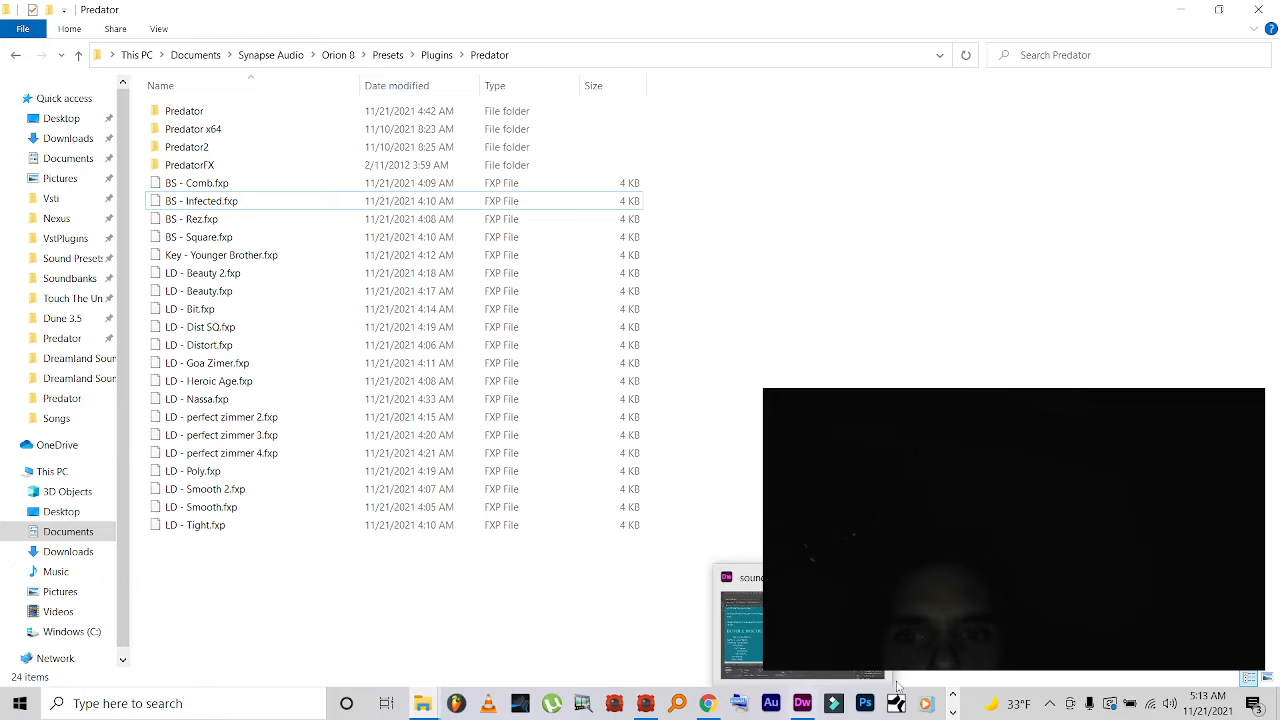 Predator
File Home Share View
This PC Documents Synapse Audio Orion 8 Presets Plugins Predator Search Predator
Name Date modified Type Size
Quick access
Desktop
Downloads
Documents
Pictures
Vsti
Nexus
VstPlugins
Sound Presets
Soundbanks
Touch The Un
Dune 3.5
Predator
Dreamland Soun
Dreamland Soun
Predator
Songs
OneDrive
This PC
3D Objects
Desktop
Documents
Downloads
Music
Pictures
Videos
Windows (C:
Predator 11/21/2021 4:42 AM File folder
Predator x64 11/10/2021 8:23 AM File folder
Predator2 11/10/2021 8:25 AM File folder
PredatorFX 2/11/2012 3:59 AM File folder
BS - Comb.fxp 11/21/2021 4:09 AM FXP File 4 KB
BS - Infected.fxp 11/21/2021 4:10 AM FXP File 4 KB
BS - Rez.fxp 11/21/2021 4:08 AM FXP File 4 KB
BS - Square.fxp 11/21/2021 4:10 AM FXP File 4 KB
Key - Younger Brother.fxp 11/21/2021 4:12 AM FXP File 4 KB
LD - Beauty 2.fxp 11/21/2021 4:18 AM FXP File 4 KB
LD - Beauty.fxp 11/21/2021 4:17 AM FXP File 4 KB
LD - Bit.fxp 11/21/2021 4:14 AM FXP File 4 KB
LD - Dist SQ.fxp 11/21/2021 4:19 AM FXP File 4 KB
LD - Distort.fxp 11/21/2021 4:06 AM FXP File 4 KB
LD - Goa Zimer.fxp 11/21/2021 4:11 AM FXP File 4 KB
LD - Heroic Age.fxp 11/21/2021 4:08 AM FXP File 4 KB
LD - Nasa.fxp 11/21/2021 4:33 AM FXP File 4 KB
LD - perfect zimmer 2.fxp 11/21/2021 4:15 AM FXP File 4 KB
LD - perfect zimmer 3.fxp 11/21/2021 4:20 AM FXP File 4 KB
LD - perfect zimmer 4.fxp 11/21/2021 4:21 AM FXP File 4 KB
LD - Poly.fxp 11/21/2021 4:19 AM FXP File 4 KB
LD - Smooth 2.fxp 11/21/2021 4:07 AM FXP File 4 KB
LD - Smooth.fxp 11/21/2021 4:05 AM FXP File 4 KB
LD - Tight.fxp 11/21/2021 4:10 AM FXP File 4 KB
Dw soun
items
Type here to search
Au Dw Ps
33°F
5:13 AM
11/21/2021
3